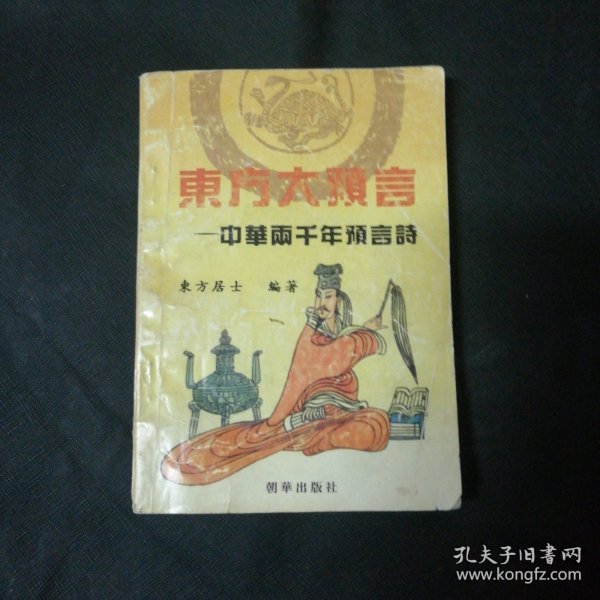 東方大預言
—中華兩千年預言詩
東方居士 編著
朝華出版社
孔夫子旧书网
www.kongfz.com